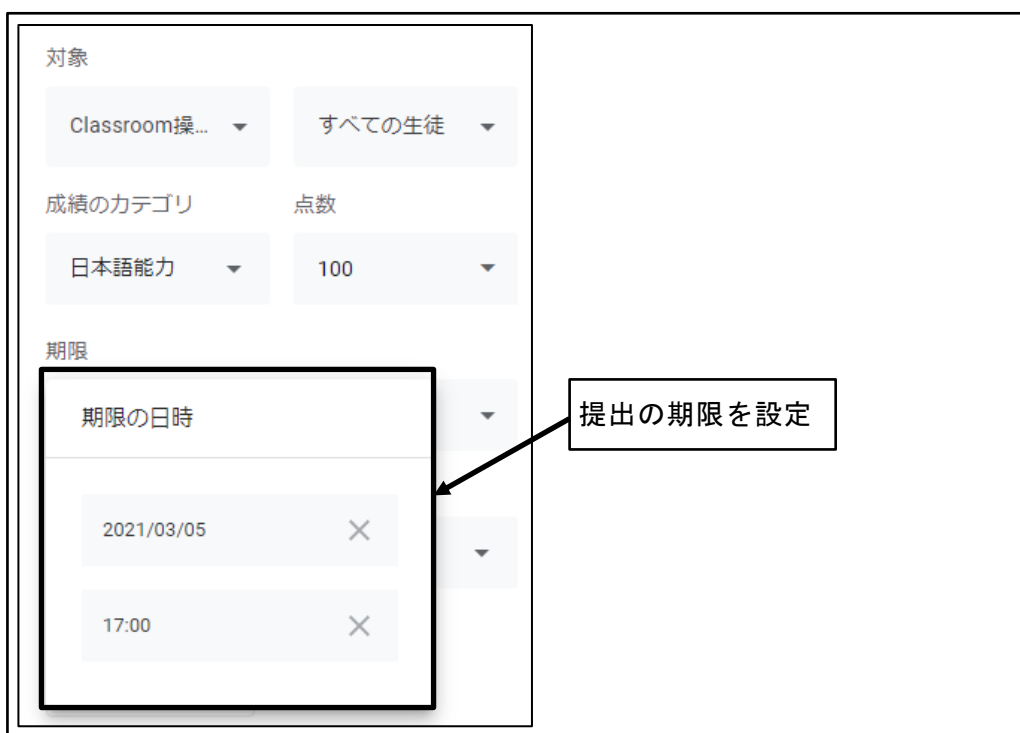 対象
Classroom操... すべての生徒
成績のカテゴリ 点数
日本語能力 100
期限
期限の日時
提出の期限を設定
2021/03/05
17:00